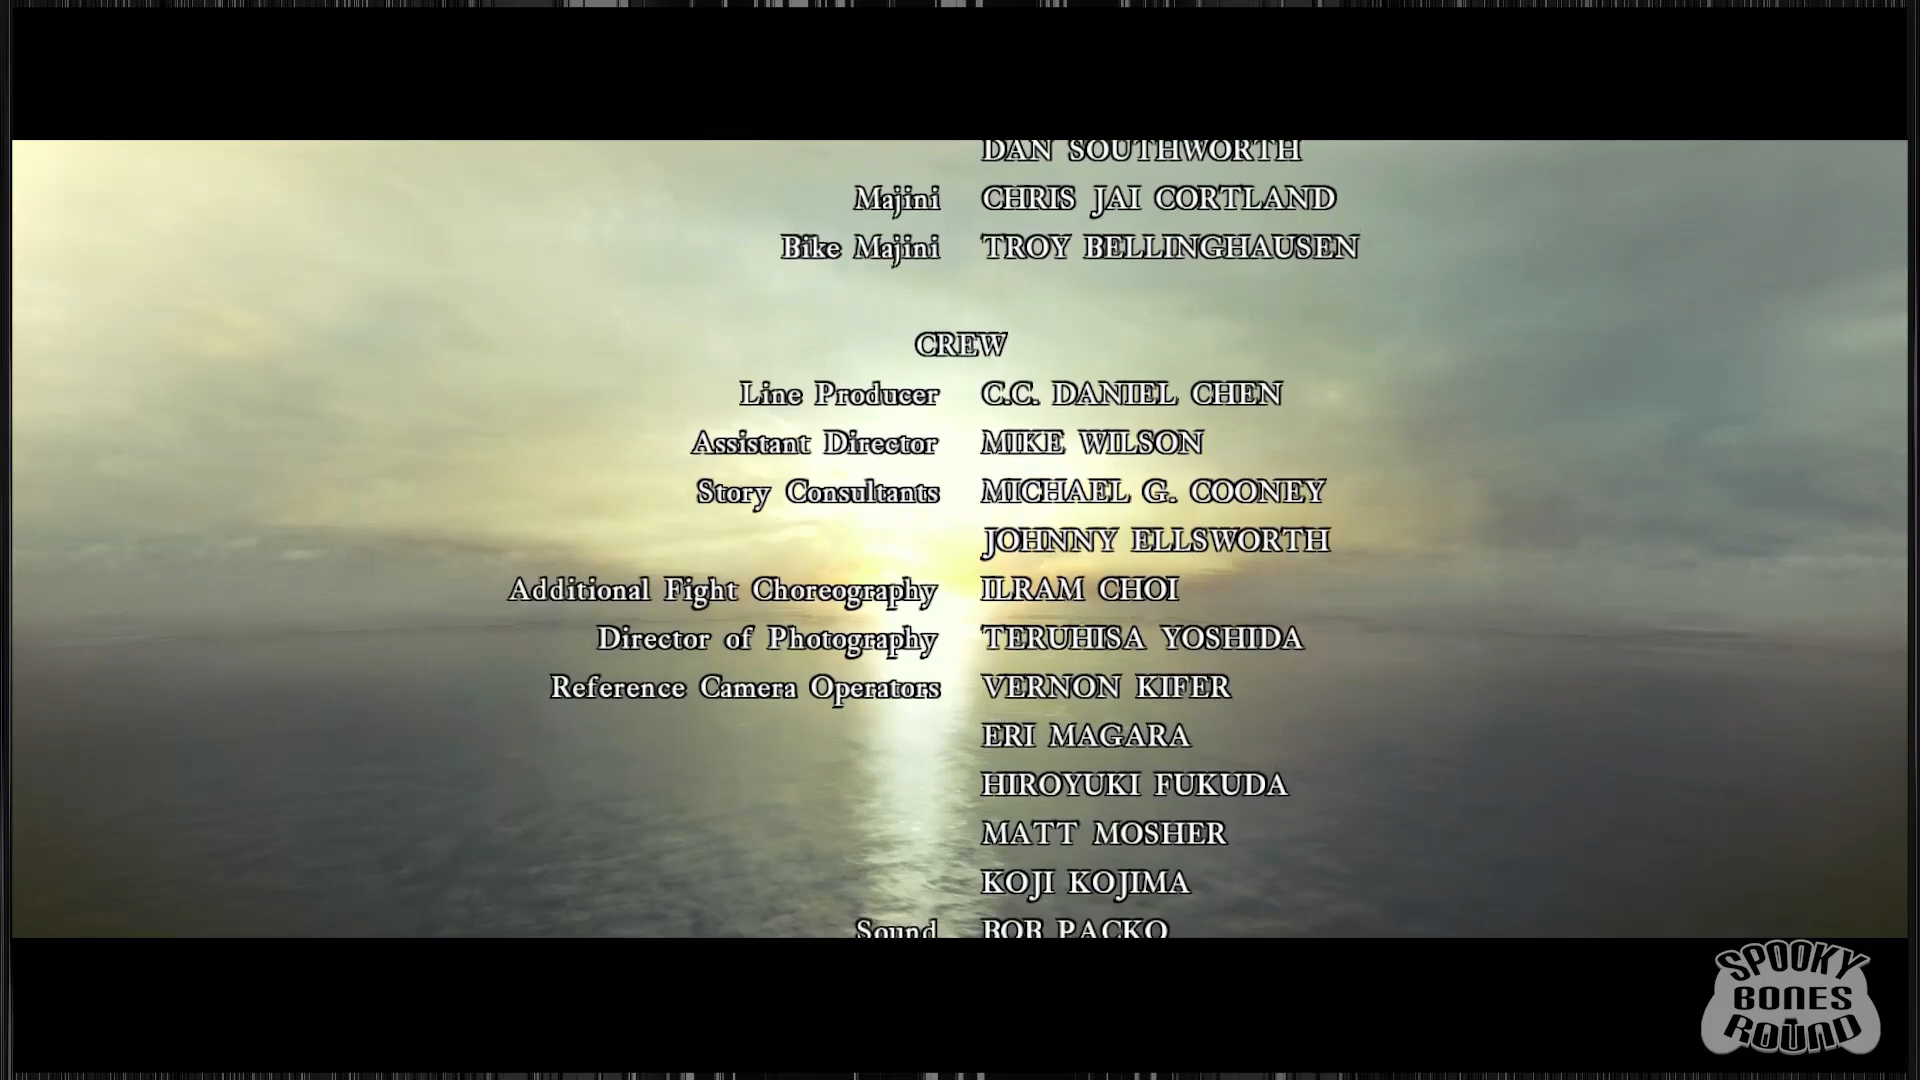 DAN SOUTHWORTH
Majini CHRIS JAI CORTLAND
Bike Majini TROY BELLINGHAUSEN
CREW
Line Producer C.C. DANIEL CHEN
Assistant Director MIKE WILSON
Story Consultants MICHAEL G. COONEY
JOHNNY ELLSWORTH
Additional Fight Choreography ILRAM CHOI
Director of Photography TERUHISA YOSHIDA
Reference Camera Operators VERNON KIFER
ERI MAGARA
HIROYUKI FUKUDA
MATT MOSHER
KOJI KOJIMA
Sound BOB PACKO
SPOOKY
BONES
ROUND